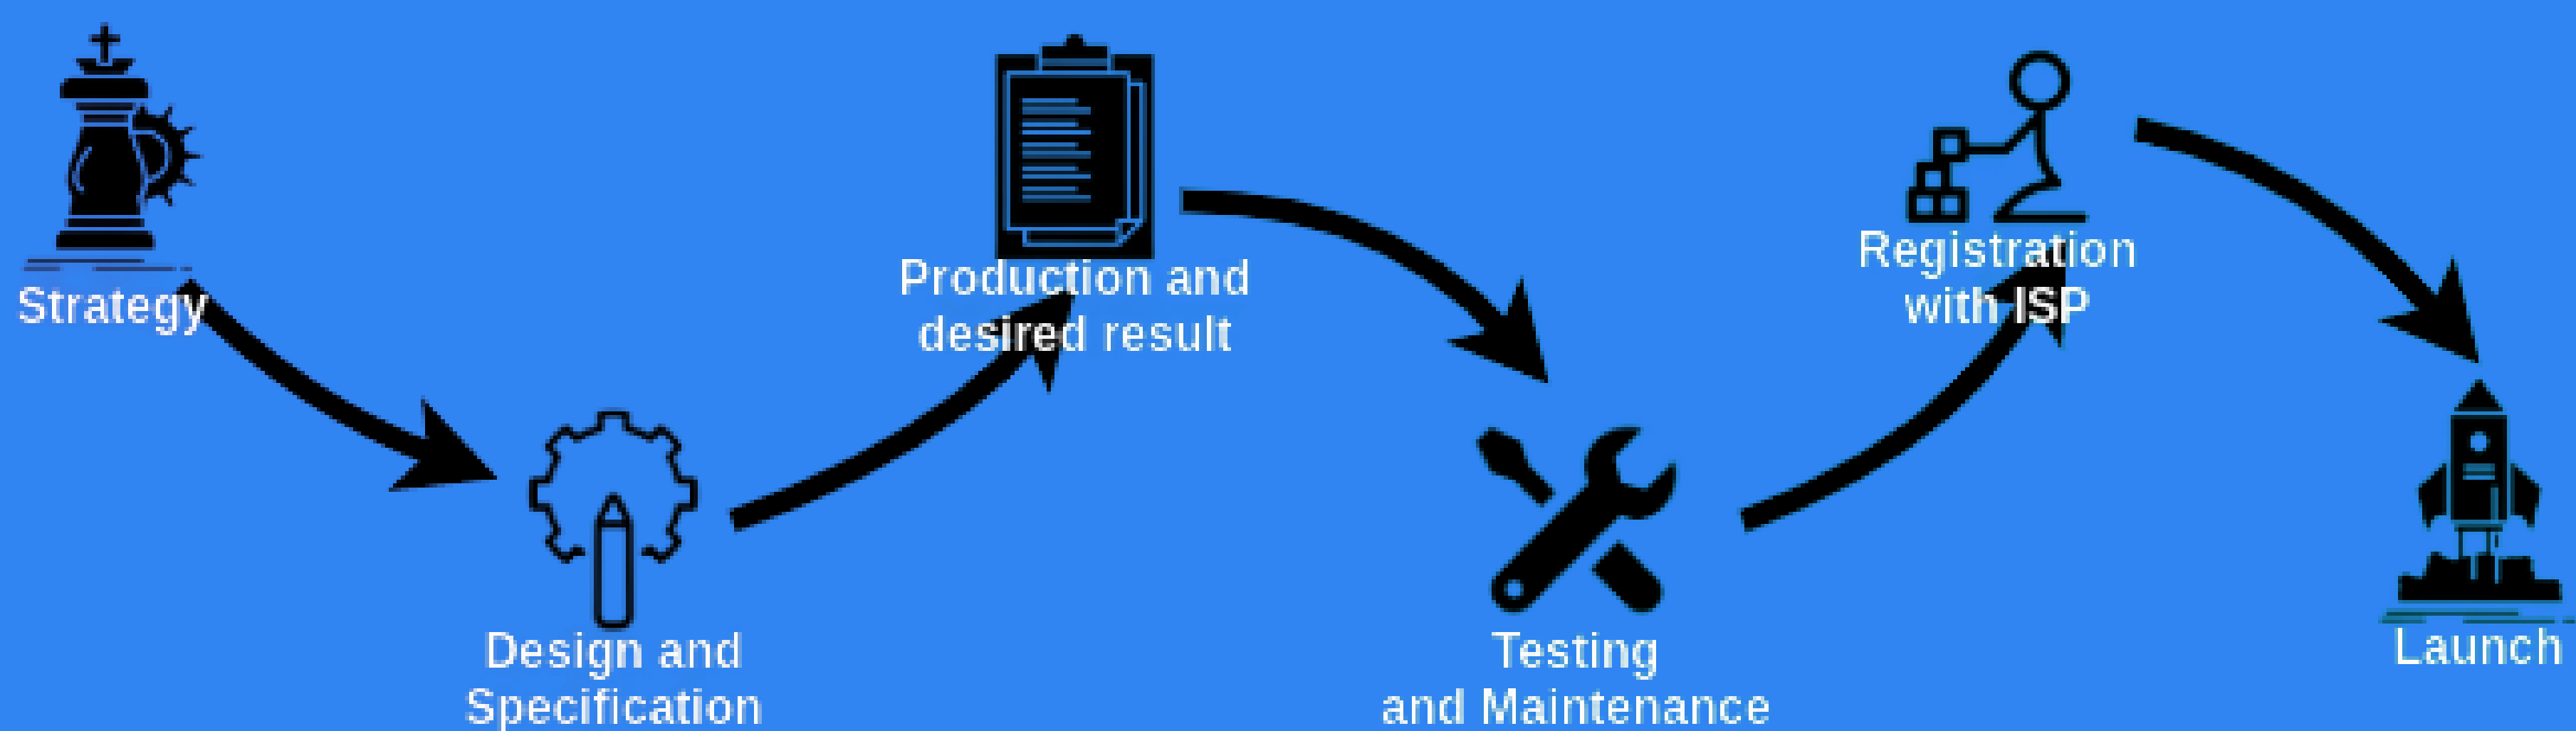 Strategy
Design and
Specification
Production and
desired result
Testing
and Maintenance
Registration
with ISP
Launch